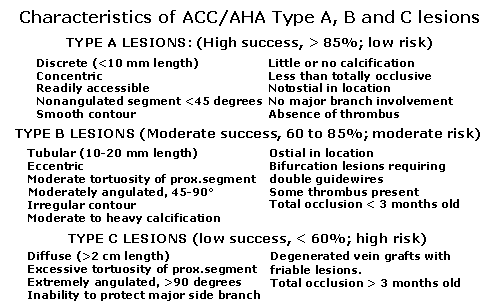 Characteristics of ACC/AHA Type A, B and C lesions
TYPE A LESIONS: (High success, > 85%; low risk)
Discrete (<10 mm length)
Concentric
Readily accessible
Nonangulated segment <45 degrees
Smooth contour
Little or no calcification
Less than totally occlusive
Notostial in location
No major branch involvement
Absence of thrombus
TYPE B LESIONS (Moderate success, 60 to 85%; moderate risk)
Tubular (10-20 mm length)
Eccentric
Moderate tortuosity of prox.segment
Moderately angulated, 45-90°
Irregular contour
Moderate to heavy calcification
Ostial in location
Bifurcation lesions requiring
double guidewires
Some thrombus present
Total occlusion < 3 months old
TYPE C LESIONS (low success, < 60%; high risk)
Diffuse (>2 cm length)
Excessive tortuosity of prox.segment
Extremely angulated, >90 degrees
Inability to protect major side branch
Degenerated vein grafts with
friable lesions.
Total occlusion > 3 months old